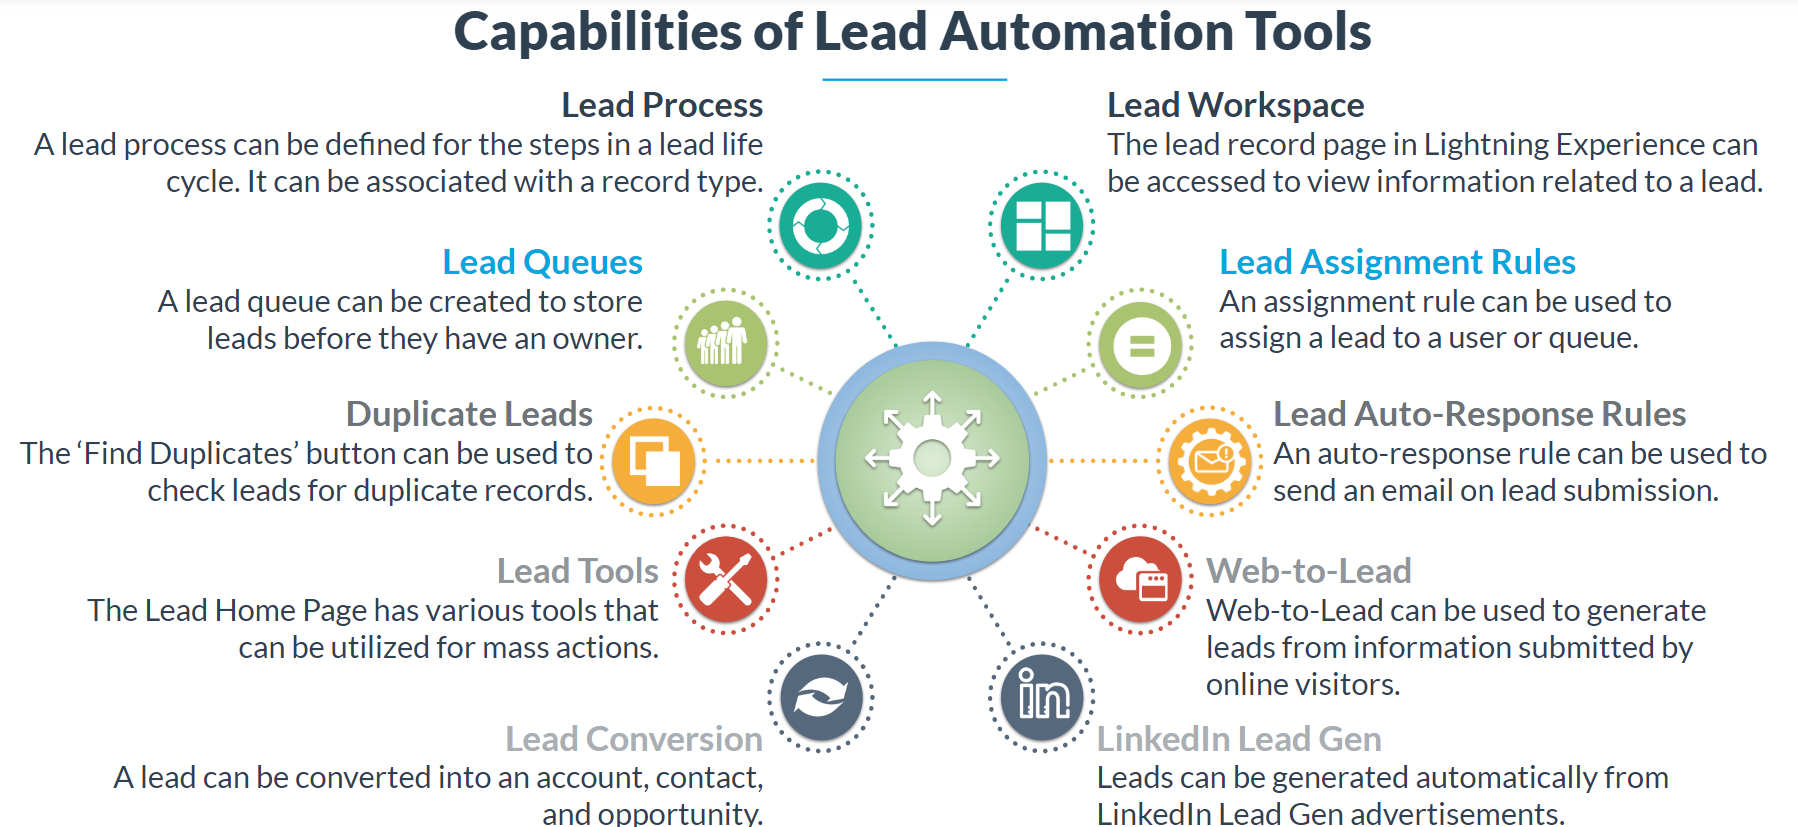 Capabilities of Lead Automation Tools
Lead Process
A lead process can be defined for the steps in a lead life
cycle. It can be associated with a record type.
Lead Workspace
The lead record page in Lightning Experience can
be accessed to view information related to a lead.
Lead Queues
A lead queue can be created to store
leads before they have an owner.
Lead Assignment Rules
An assignment rule can be used to
assign a lead to a user or queue.
Duplicate Leads
The ‘Find Duplicates’ button can be used to
check leads for duplicate records.
Lead Auto-Response Rules
An auto-response rule can be used to
send an email on lead submission.
Lead Tools
The Lead Home Page has various tools that
can be utilized for mass actions.
Web-to-Lead
Web-to-Lead can be used to generate
leads from information submitted by
online visitors.
in
Lead Conversion
A lead can be converted into an account, contact,
and opportunity.
LinkedIn Lead Gen
Leads can be generated automatically from
LinkedIn Lead Gen advertisements.